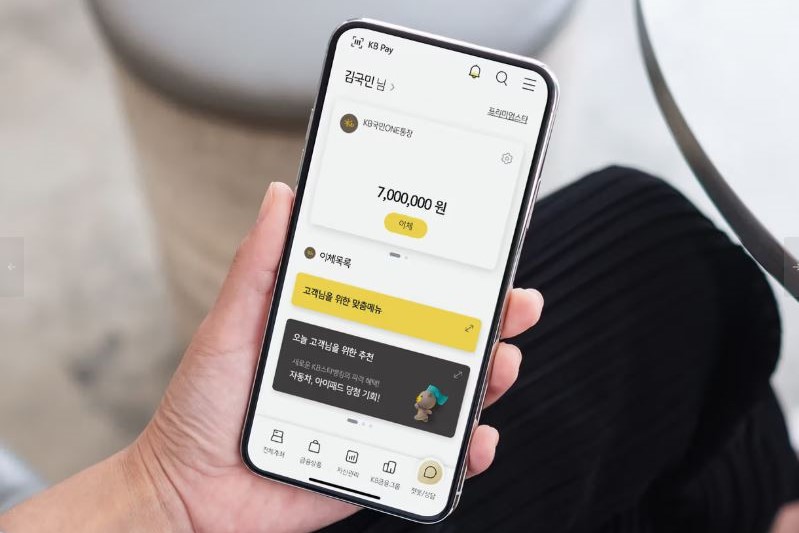 KB Pay
김국민 님
프리미엄스타
KB국민ONE통장
7,000,000 원
이체
이체목록
고객님을 위한 맞춤메뉴
오늘 고객님을 위한 추천
새로운 KB스타뱅킹의 파격 혜택!
자동차, 아이패드 당첨 기회!
전체계좌
금융상품
자산관리
KB금융그룹
챗봇/상담